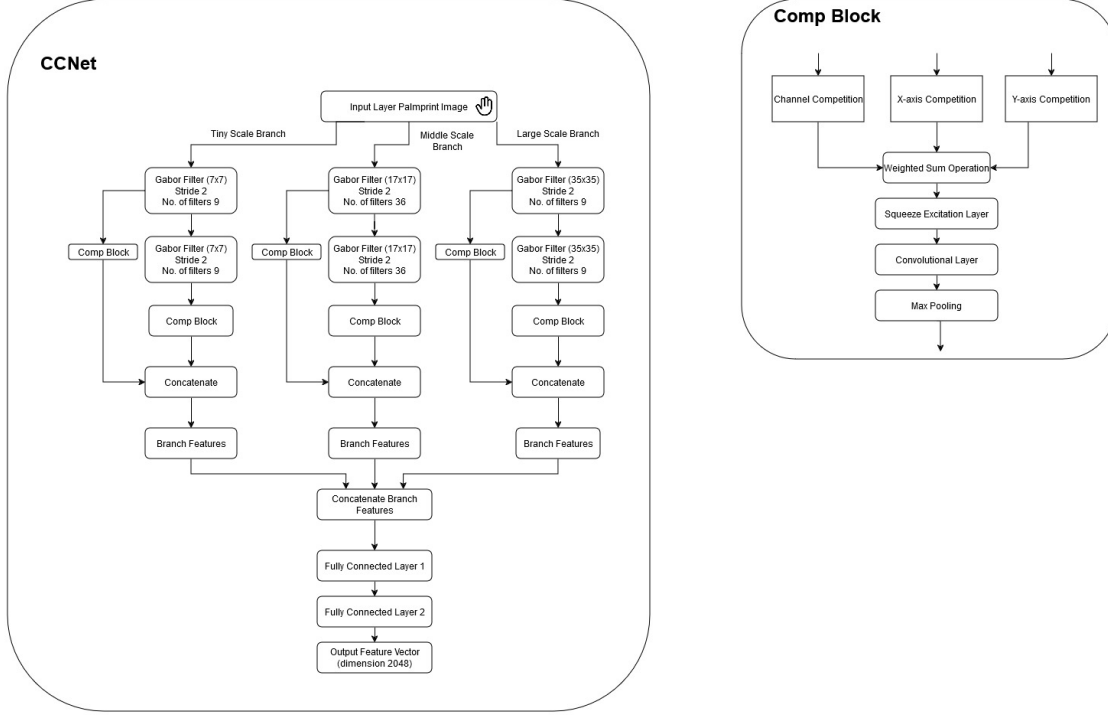 CCNet
Input Layer Palmprint Image
Tiny Scale Branch
Middle Scale
Branch
Large Scale Branch
Gabor Filter (7x7)
Stride 2
No. of filters 9
Gabor Filter (17x17)
Stride 2
No. of filters 36
Gabor Filter (35x35)
Stride 2
No. of filters 9
Comp Block
Gabor Filter (7x7)
Stride 2
No. of filters 9
Comp Block
Gabor Filter (17x17)
Stride 2
No. of filters 36
Comp Block
Gabor Filter (35x35)
Stride 2
No. of filters 9
Comp Block
Comp Block
Comp Block
Concatenate
Concatenate
Concatenate
Branch Features
Branch Features
Branch Features
Concatenate Branch
Features
Fully Connected Layer 1
Fully Connected Layer 2
Output Feature Vector
(dimension 2048)
Comp Block
Channel Competition
X-axis Competition
Y-axis Competition
Weighted Sum Operation
Squeeze Excitation Layer
Convolutional Layer
Max Pooling